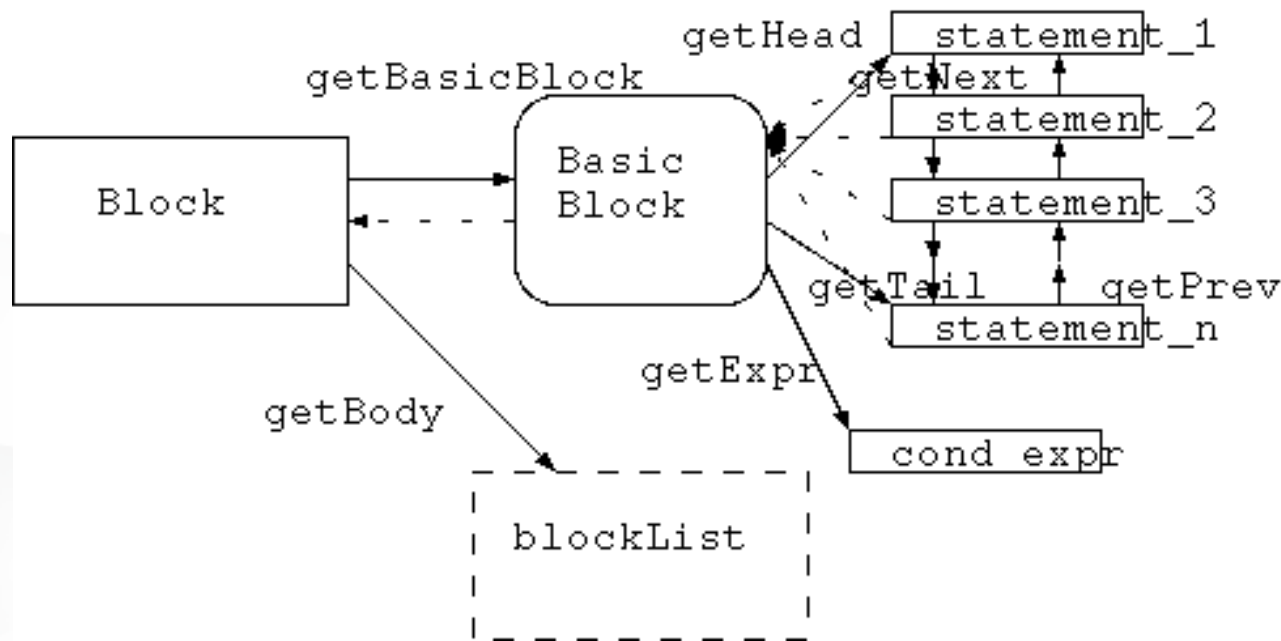 getHead
statement_1
getBasicBlock
getNext
statement_2
Block
Basic
Block
statement_3
getTail
getPrev
statement_n
getExpr
getBody
cond expr
blockList